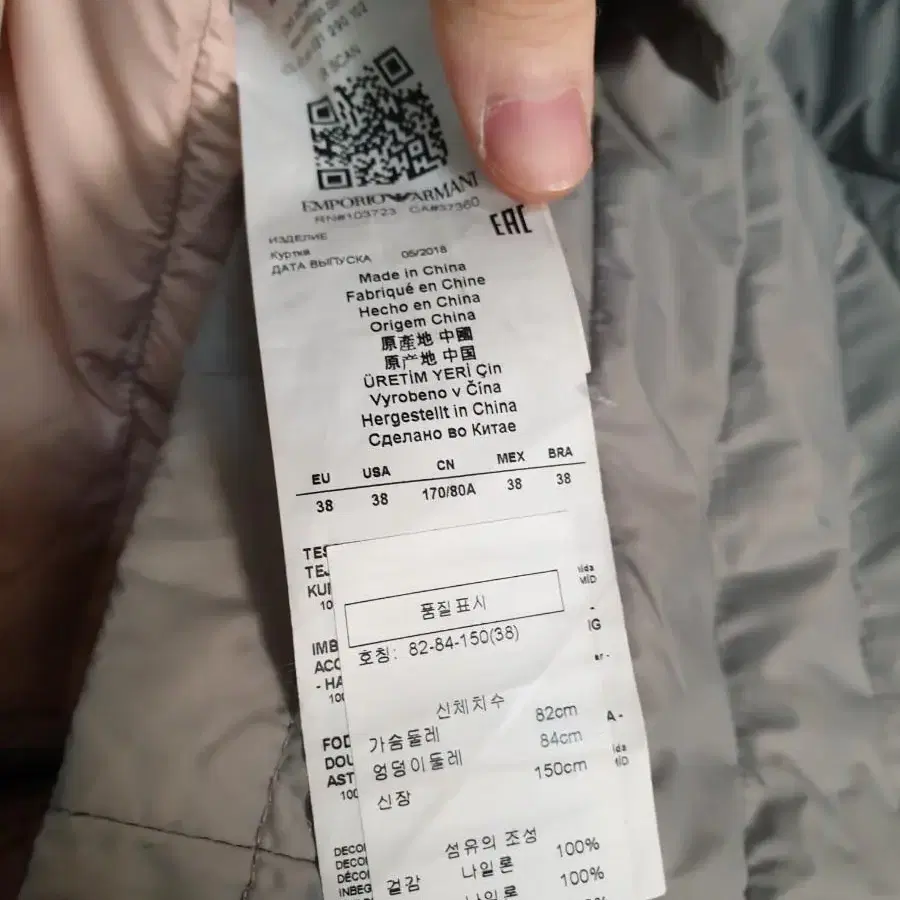 SCAN
EMPORIO ARMANI
RN#103723 CA#37360
EAC
ИЗДЕЛИЕ
Куртка
ДАТА ВЫПУСКА 05/2018
Made in China
Fabriqué en Chine
Hecho en China
Origem China
原產地 中國
原产地 中国
ÜRETİM YERİ Çin
Vyrobeno v Čína
Hergestellt in China
Сделано во Китае
EU USA CN MEX BRA
38 38 170/80A 38 38
품질표시
호칭: 82-84-150(38)
신체치수
가슴둘레 82cm
엉덩이둘레 84cm
신장 150cm
섬유의 조성
겉감 나일론 100%
나일론 100%